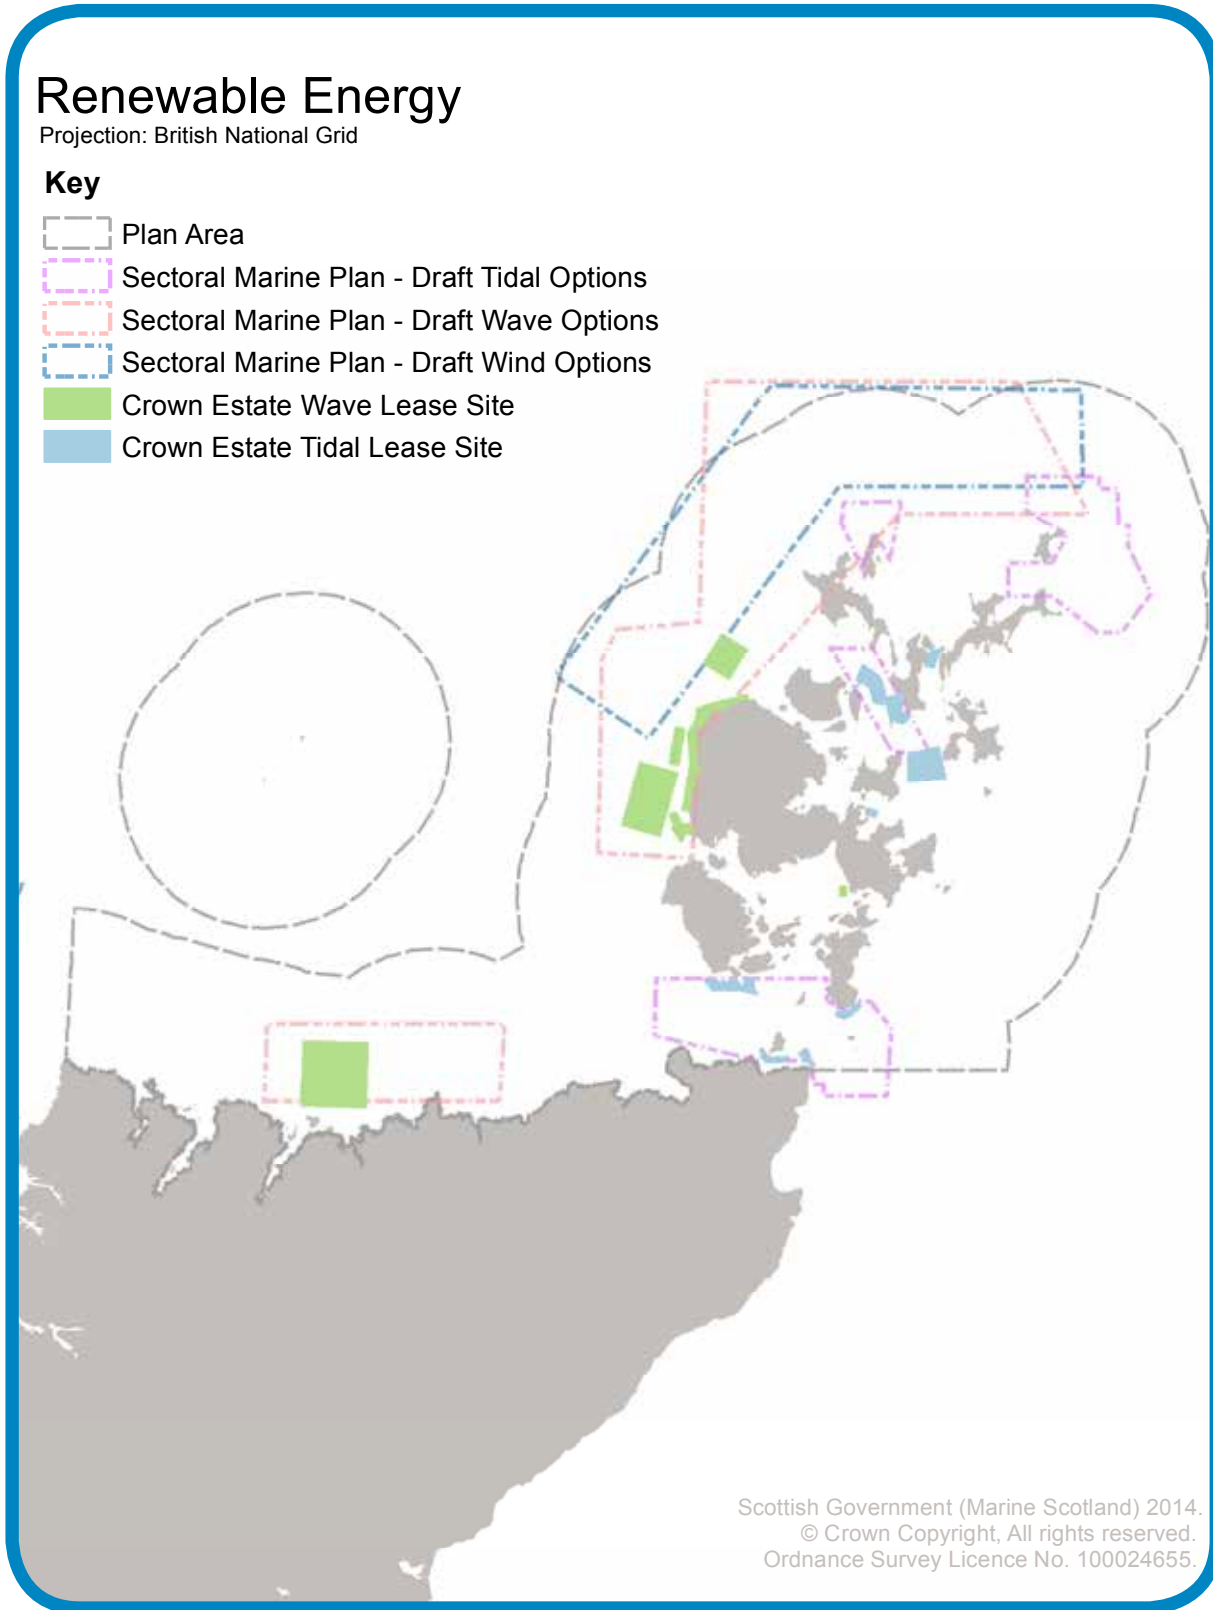 Renewable Energy
Projection: British National Grid
Key
Plan Area
Sectoral Marine Plan - Draft Tidal Options
Sectoral Marine Plan - Draft Wave Options
Sectoral Marine Plan - Draft Wind Options
Crown Estate Wave Lease Site
Crown Estate Tidal Lease Site
Scottish Government (Marine Scotland) 2014.
© Crown Copyright, All rights reserved.
Ordnance Survey Licence No. 100024655.